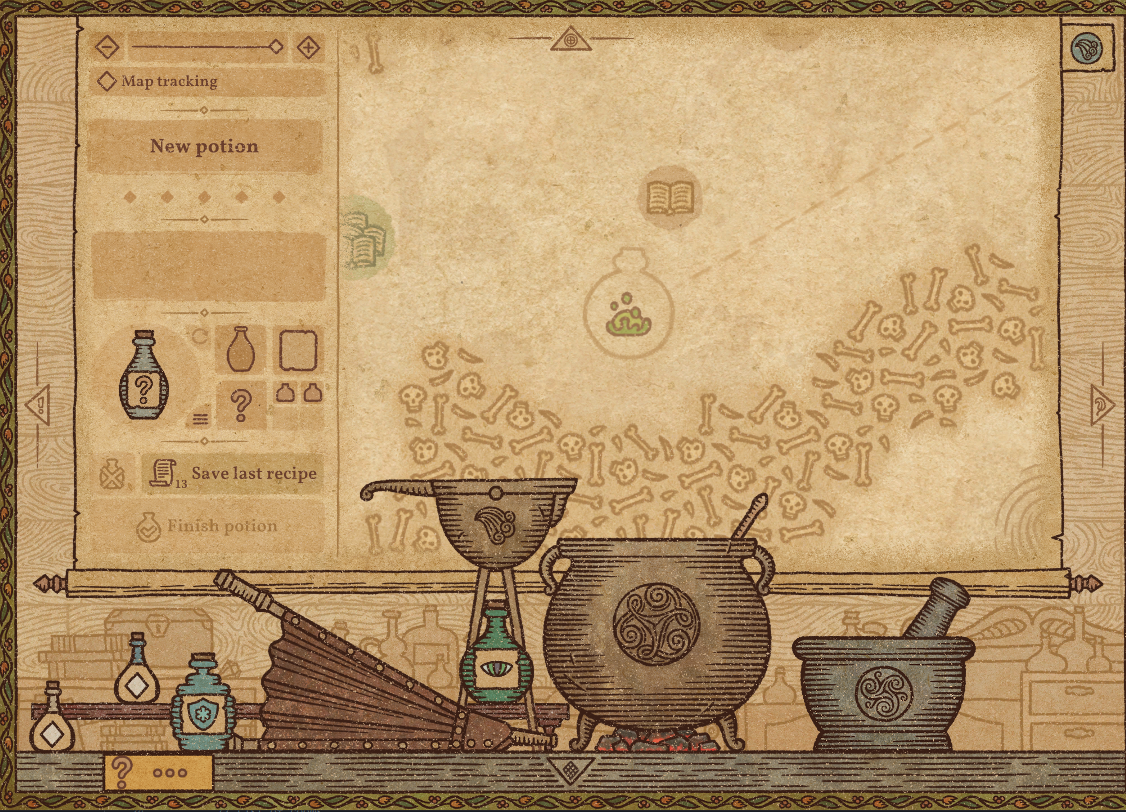 Map tracking
New potion
?
?
13 Save last recipe
Finish potion
? ...